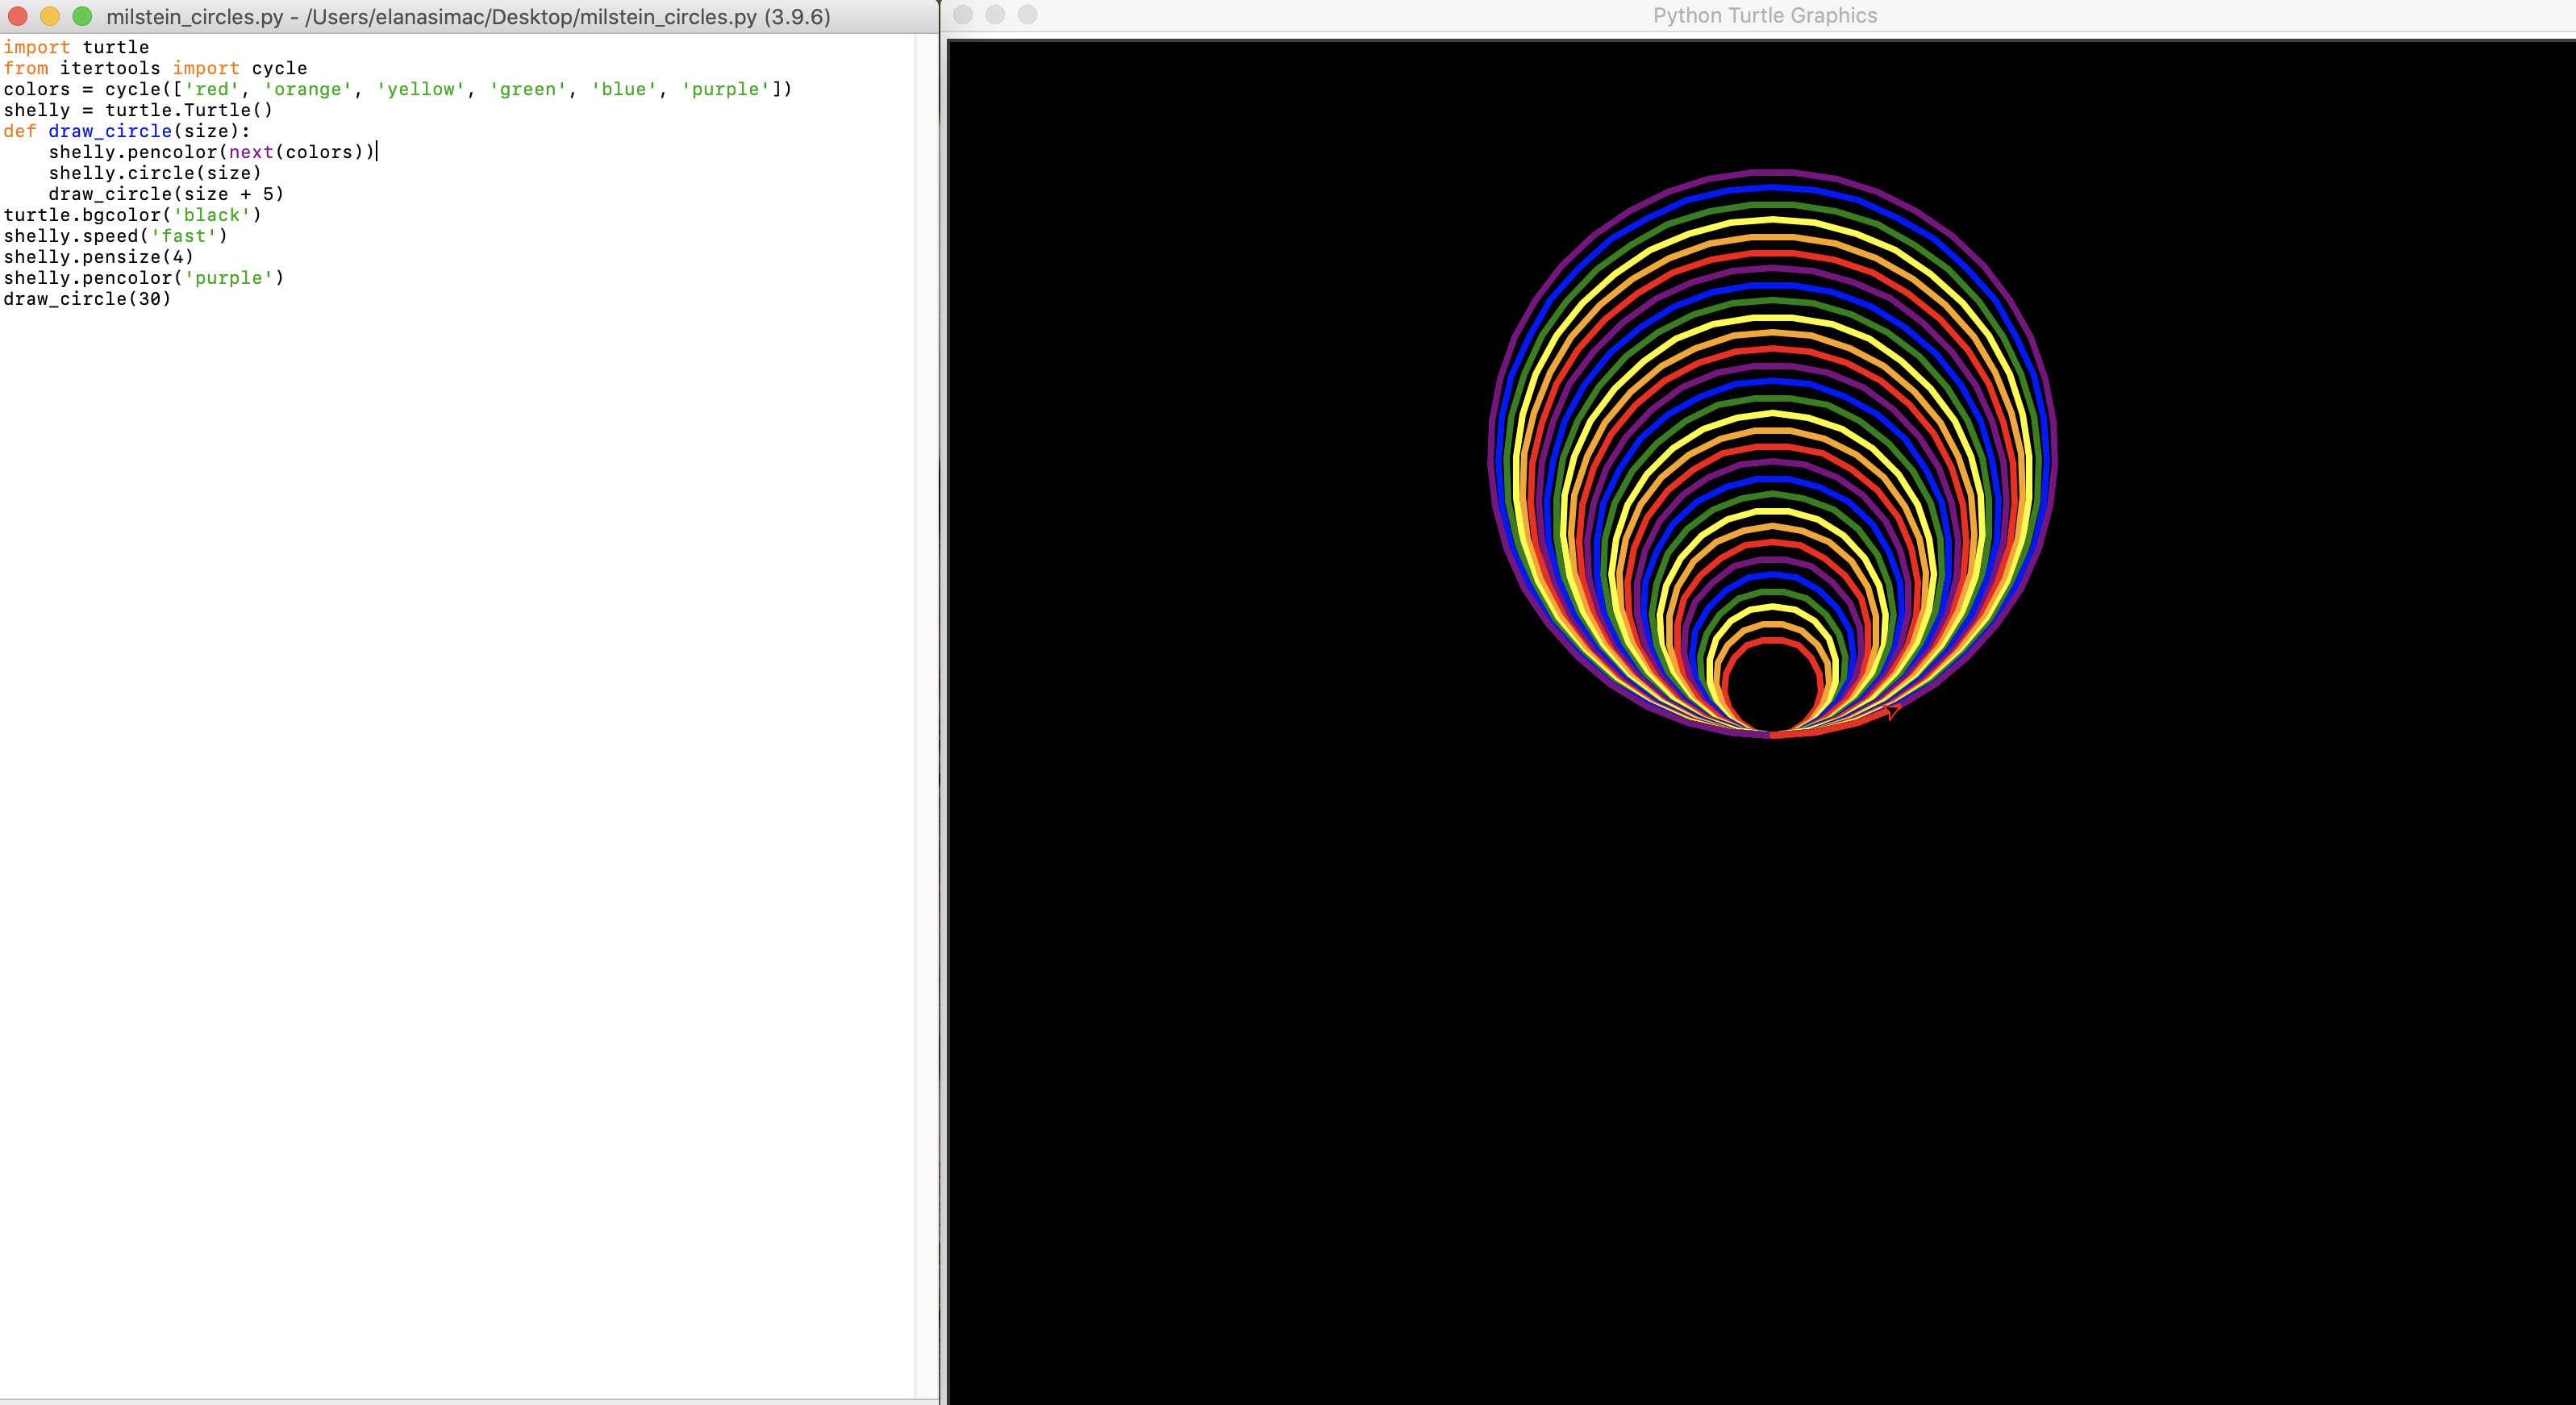 milstein_circles.py - /Users/elanasimac/Desktop/milstein_circles.py (3.9.6)
import turtle
from itertools import cycle
colors = cycle(['red', 'orange', 'yellow', 'green', 'blue', 'purple'])
shelly = turtle.Turtle()
def draw_circle(size):
    shelly.pencolor(next(colors))
    shelly.circle(size)
    draw_circle(size + 5)
turtle.bgcolor('black')
shelly.speed('fast')
shelly.pensize(4)
shelly.pencolor('purple')
draw_circle(30)
Python Turtle Graphics